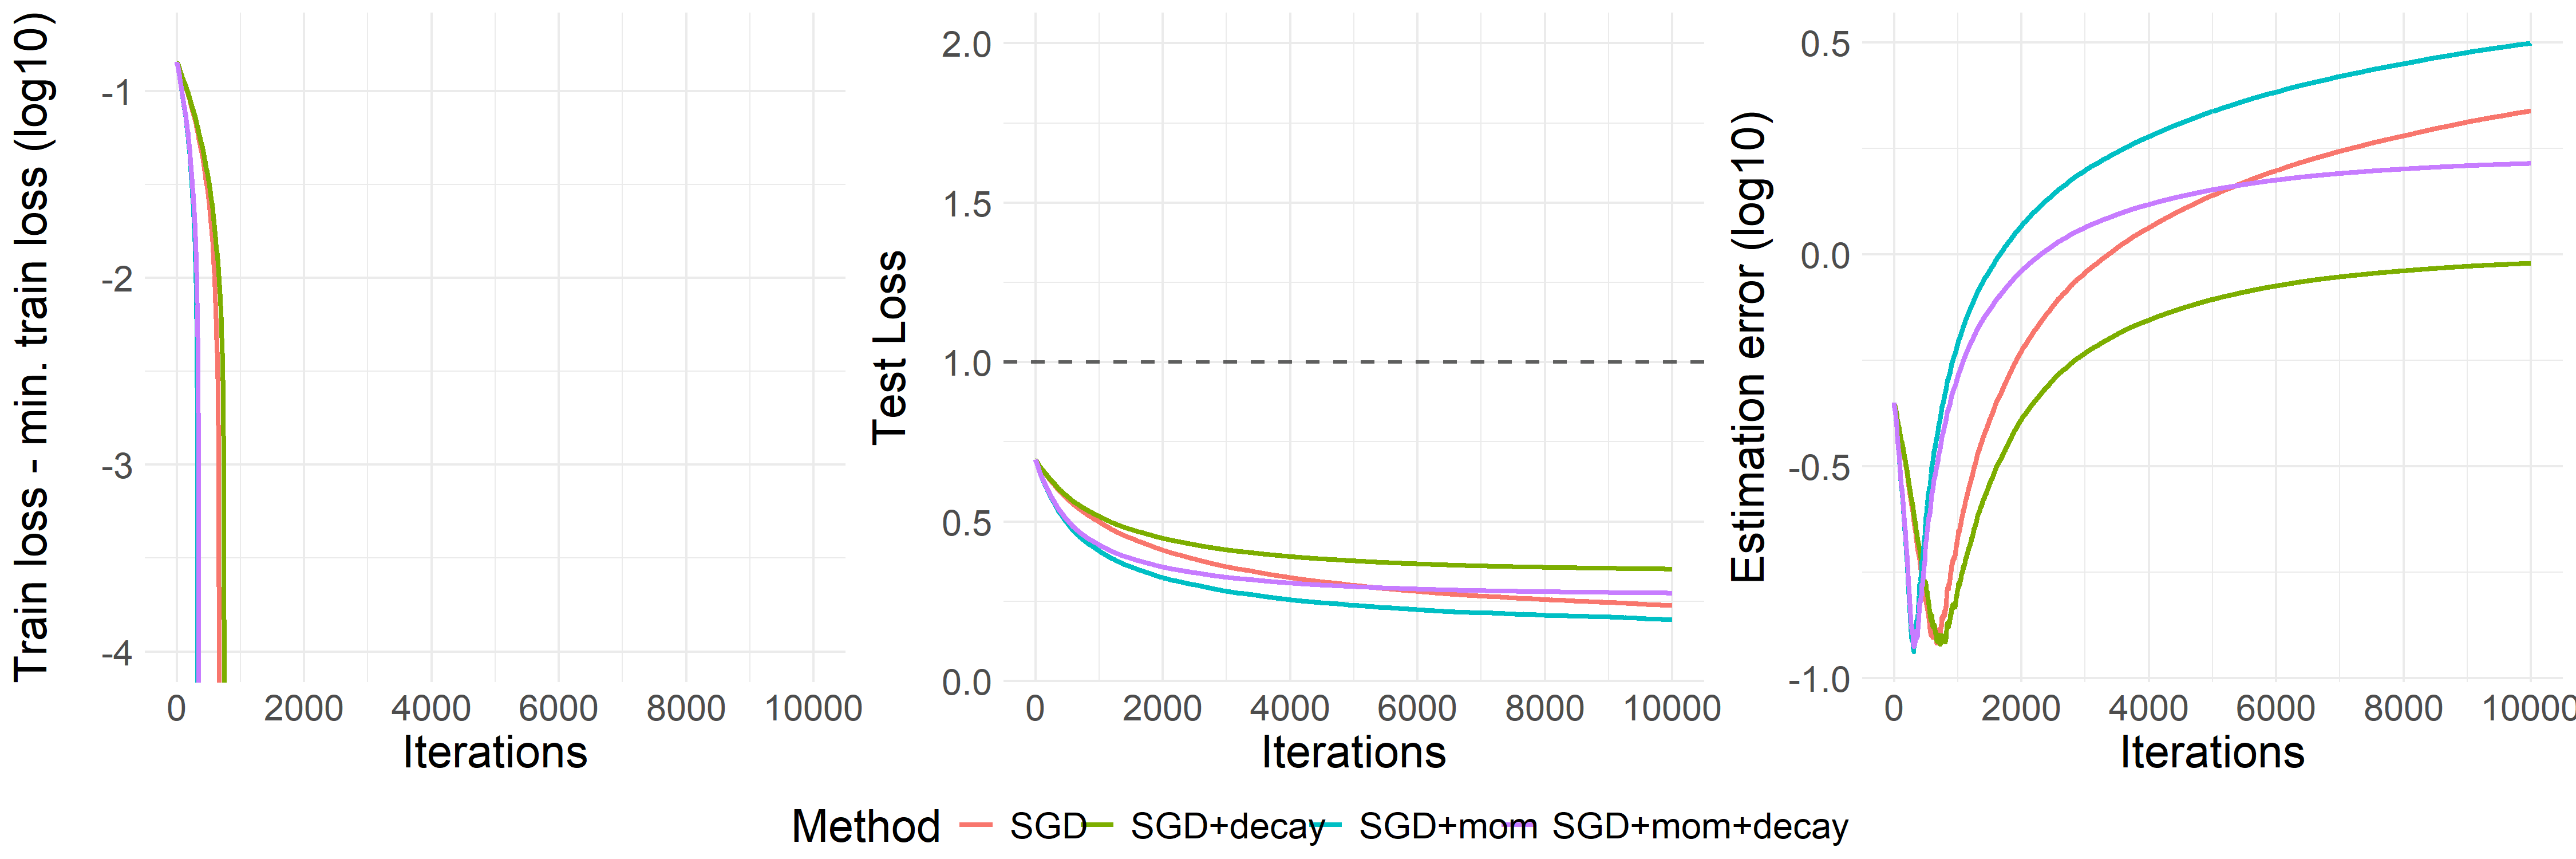 Train loss - min. train loss (log10)
-1
-2
-3
-4
0 2000 4000 6000 8000 10000
Iterations
Test Loss
2.0
1.5
1.0
0.5
0.0
0 2000 4000 6000 8000 10000
Iterations
Estimation error (log10)
0.5
0.0
-0.5
-1.0
0 2000 4000 6000 8000 10000
Iterations
Method SGD SGD+decay SGD+mom SGD+mom+decay